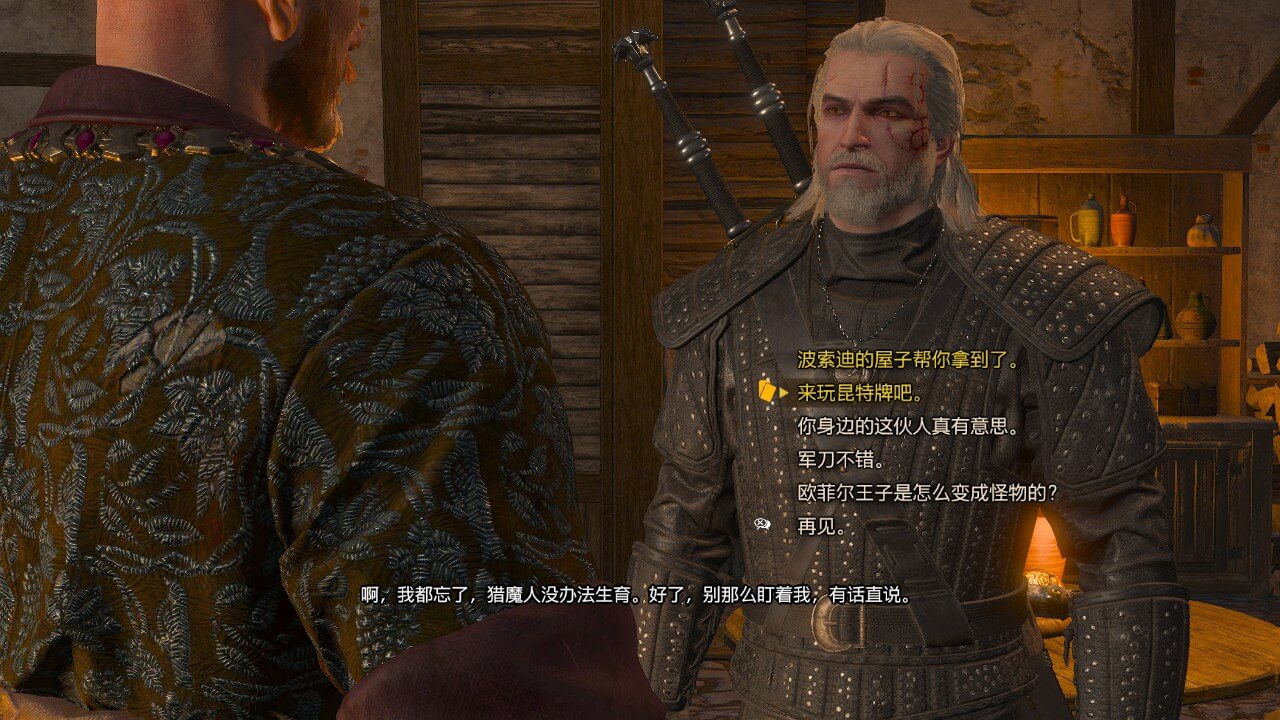 波索迪的屋子帮你拿到了。
来玩昆特牌吧。
你身边的这伙人真有意思。
军刀不错。
欧菲尔王子是怎么变成怪物的？
再见。
啊，我都忘了，猎魔人没办法生育。好了，别那么盯着我，有话直说。